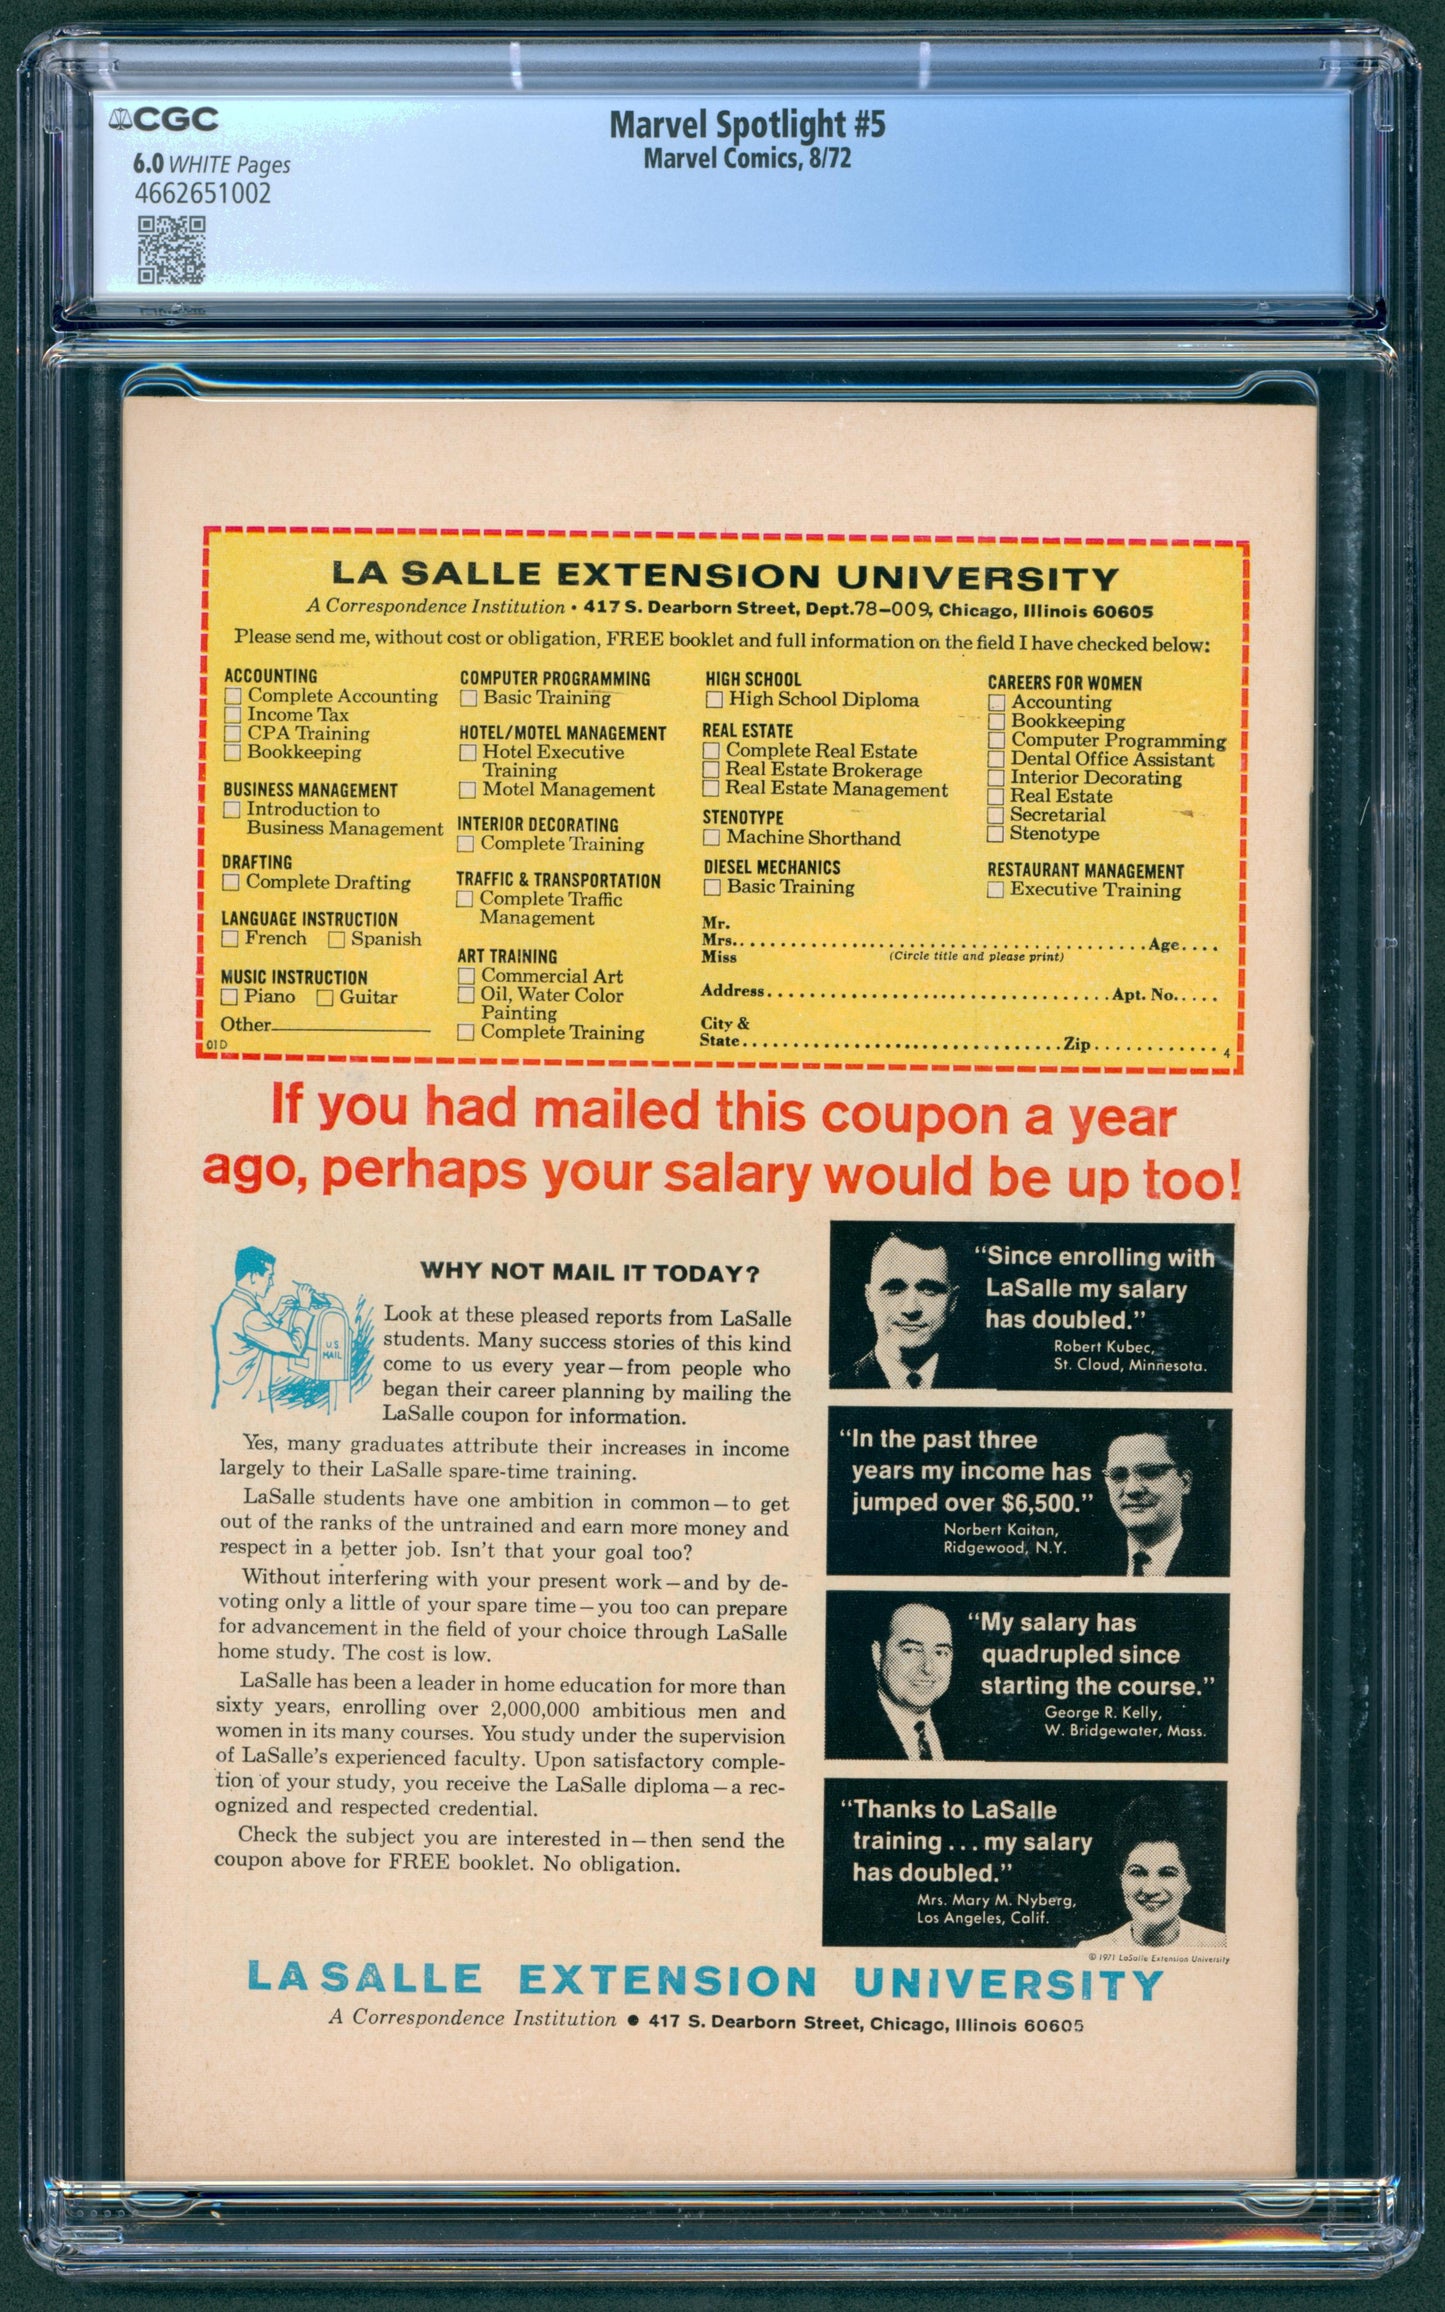 CGC
Marvel Spotlight #5
Marvel Comics, 8/72
6.0 WHITE Pages
4662651002
LA SALLE EXTENSION UNIVERSITY
A Correspondence Institution • 417 S. Dearborn Street, Dept.78-009, Chicago, Illinois 60605
Please send me, without cost or obligation, FREE booklet and full information on the field I have checked below:
ACCOUNTING
Complete Accounting
Income Tax
CPA Training
Bookkeeping
BUSINESS MANAGEMENT
Introduction to
Business Management
DRAFTING
Complete Drafting
LANGUAGE INSTRUCTION
French Spanish
MUSIC INSTRUCTION
Piano Guitar
Other
01D
COMPUTER PROGRAMMING
Basic Training
HOTEL/MOTEL MANAGEMENT
Hotel Executive
Training
Motel Management
INTERIOR DECORATING
Complete Training
TRAFFIC & TRANSPORTATION
Complete Traffic
Management
ART TRAINING
Commercial Art
Oil, Water Color
Painting
Complete Training
HIGH SCHOOL
High School Diploma
REAL ESTATE
Complete Real Estate
Real Estate Brokerage
Real Estate Management
STENOTYPE
Machine Shorthand
DIESEL MECHANICS
Basic Training
CAREERS FOR WOMEN
Accounting
Bookkeeping
Computer Programming
Dental Office Assistant
Interior Decorating
Real Estate
Secretarial
Stenotype
RESTAURANT MANAGEMENT
Executive Training
Mr.
Mrs. Age
Miss (Circle title and please print)
Address Apt. No.
City &
State Zip 4
If you had mailed this coupon a year
ago, perhaps your salary would be up too!
WHY NOT MAIL IT TODAY?
U.S.
MAIL
Look at these pleased reports from LaSalle
students. Many success stories of this kind
come to us every year—from people who
began their career planning by mailing the
LaSalle coupon for information.
Yes, many graduates attribute their increases in income
largely to their LaSalle spare-time training.
LaSalle students have one ambition in common—to get
out of the ranks of the untrained and earn more money and
respect in a better job. Isn't that your goal too?
Without interfering with your present work—and by de-
voting only a little of your spare time—you too can prepare
for advancement in the field of your choice through LaSalle
home study. The cost is low.
LaSalle has been a leader in home education for more than
sixty years, enrolling over 2,000,000 ambitious men and
women in its many courses. You study under the supervision
of LaSalle's experienced faculty. Upon satisfactory comple-
tion of your study, you receive the LaSalle diploma—a rec-
ognized and respected credential.
Check the subject you are interested in—then send the
coupon above for FREE booklet. No obligation.
"Since enrolling with
LaSalle my salary
has doubled."
Robert Kubec,
St. Cloud, Minnesota.
"In the past three
years my income has
jumped over $6,500."
Norbert Kaitan,
Ridgewood, N.Y.
"My salary has
quadrupled since
starting the course."
George R. Kelly,
W. Bridgewater, Mass.
"Thanks to LaSalle
training . . . my salary
has doubled."
Mrs. Mary M. Nyberg,
Los Angeles, Calif.
© 1971 LaSalle Extension University
LASALLE EXTENSION UNIVERSITY
A Correspondence Institution • 417 S. Dearborn Street, Chicago, Illinois 60605